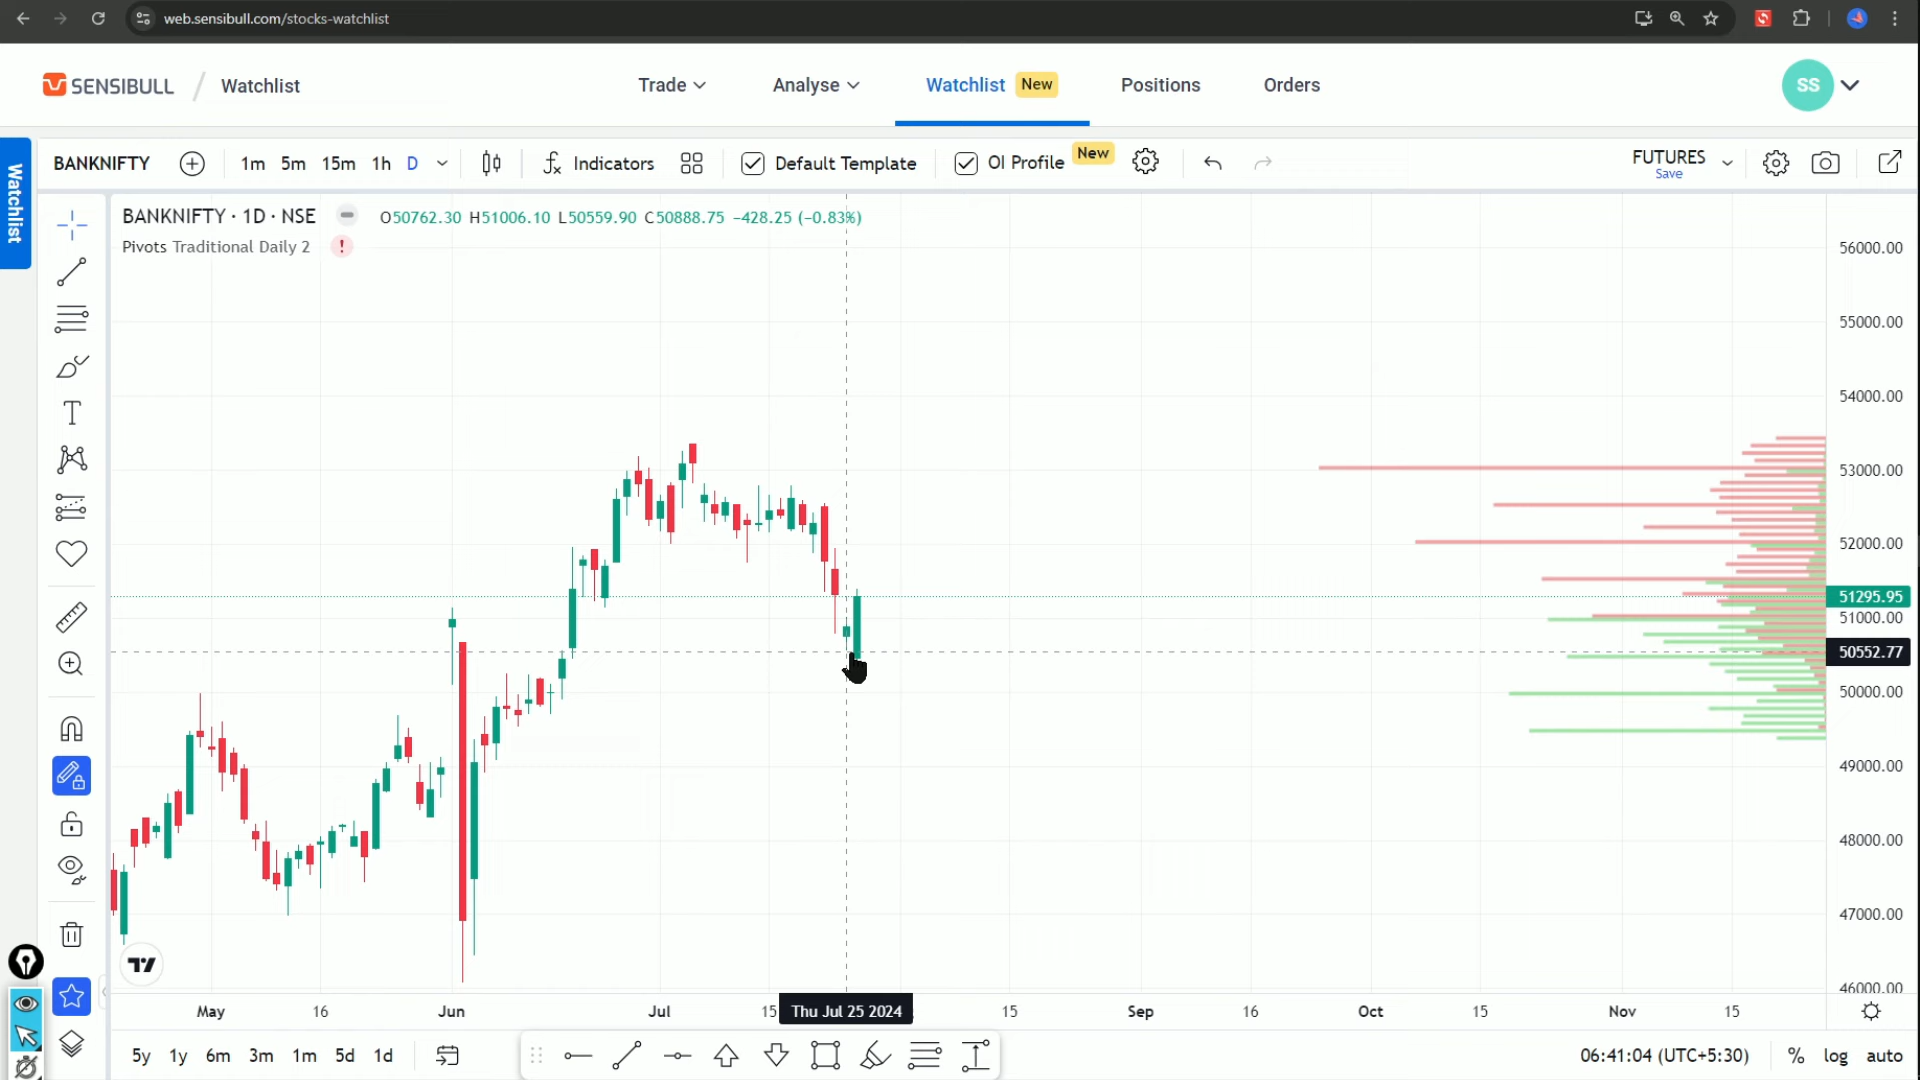 web.sensibull.com/stocks-watchlist
SENSIBULL / Watchlist
Trade
Analyse
Watchlist New
Positions
Orders
SS
Watchlist
BANKNIFTY
1m 5m 15m 1h D
Indicators
Default Template
OI Profile New
FUTURES
Save
BANKNIFTY · 1D · NSE
O50762.30 H51006.10 L50559.90 C50888.75 −428.25 (−0.83%)
Pivots Traditional Daily 2
!
56000.00
55000.00
54000.00
53000.00
52000.00
51295.95
51000.00
50552.77
50000.00
49000.00
48000.00
47000.00
46000.00
May 16 Jun Jul 15 Thu Jul 25 2024 15 Sep 16 Oct 15 Nov 15
5y 1y 6m 3m 1m 5d 1d
06:41:04 (UTC+5:30)
% log auto